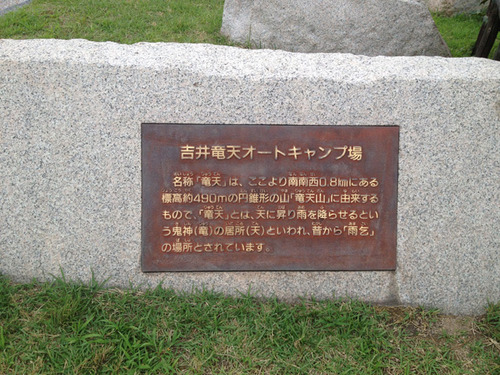 吉井竜天オートキャンプ場
名称「竜天」は、ここより南南西0.8kmにある
標高約490mの円錐形の山「竜天山」に由来する
もので、「竜天」とは、天に昇り雨を降らせるとい
う鬼神(竜)の居所(天)といわれ、昔から「雨乞」
の場所とされています。